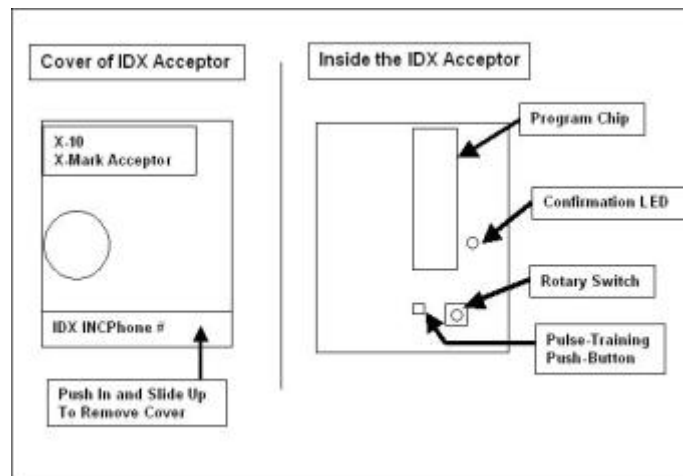 Cover of IDX Acceptor
X-10
X-Mark Acceptor
IDX INCPhone #
Push In and Slide Up
To Remove Cover
Inside the IDX Acceptor
Program Chip
Confirmation LED
Rotary Switch
Pulse-Training
Push-Button